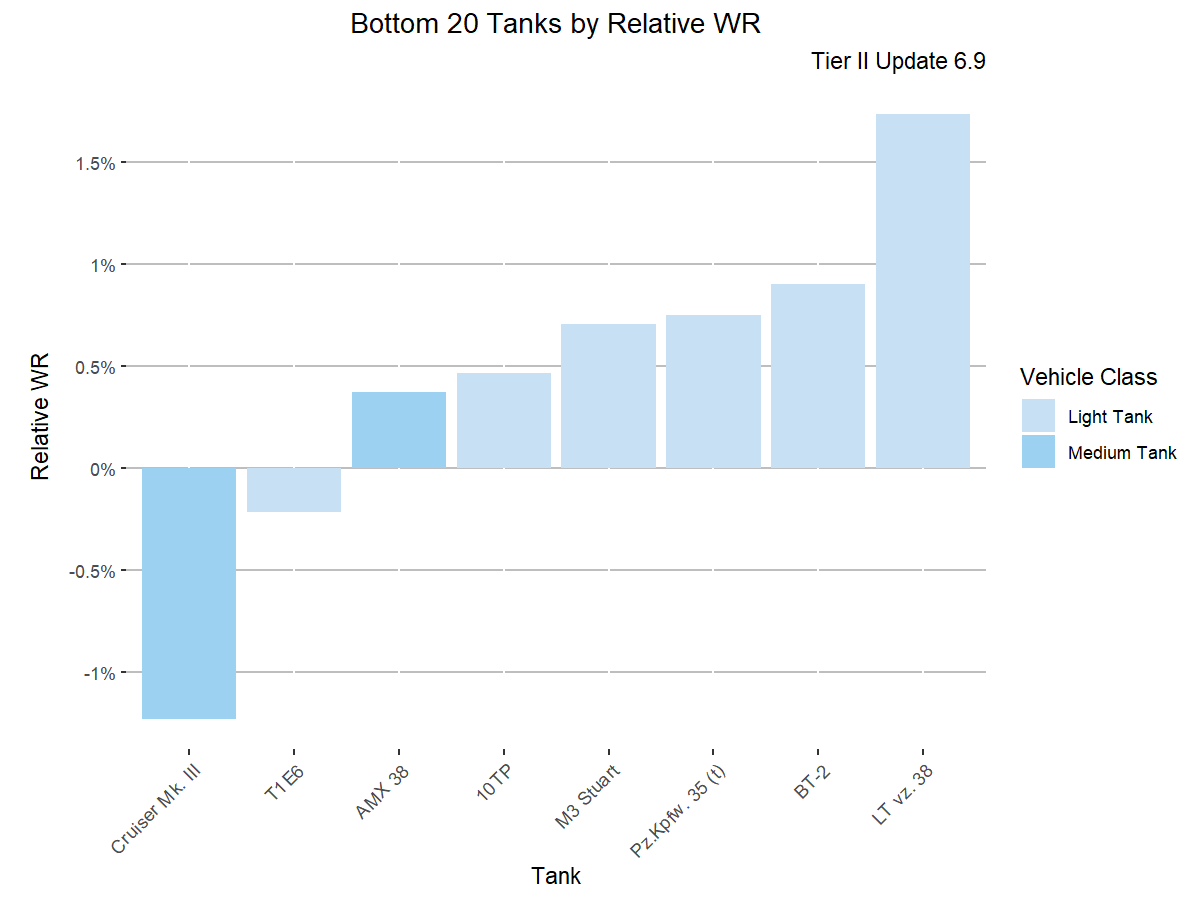 Bottom 20 Tanks by Relative WR
Tier II Update 6.9
1.5%
1%
0.5%
0%
-0.5%
-1%
Relative WR
Cruiser Mk. III
T1E6
AMX 38
10TP
M3 Stuart
Pz.Kpfw. 35 (t)
BT-2
LT vz. 38
Tank
Vehicle Class
Light Tank
Medium Tank